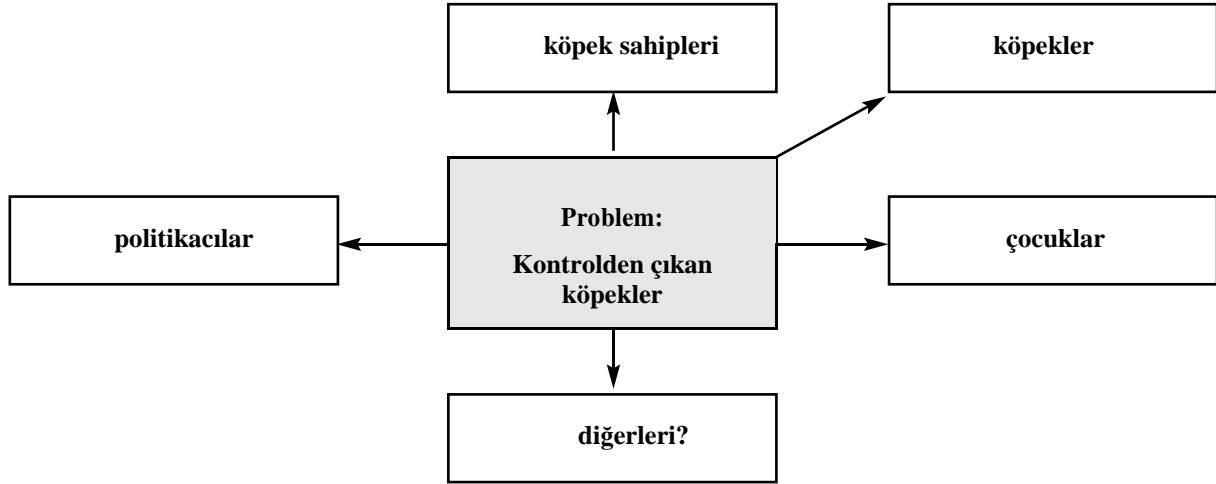 köpek sahipleri
köpekler
politikacılar
Problem:
Kontrolden çıkan
köpekler
çocuklar
diğerleri?